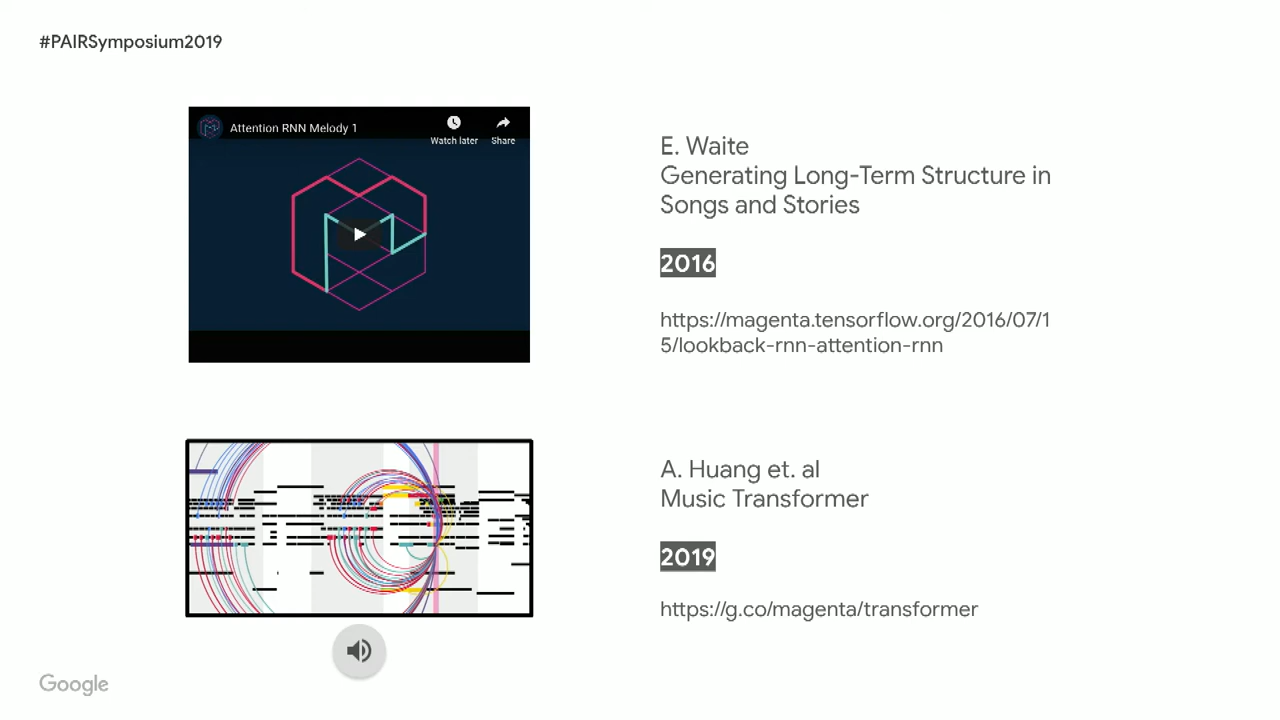 #PAIRSymposium2019
Attention RNN Melody 1
Watch later
Share
E. Waite
Generating Long-Term Structure in
Songs and Stories
2016
https://magenta.tensorflow.org/2016/07/1
5/lookback-rnn-attention-rnn
A. Huang et. al
Music Transformer
2019
https://g.co/magenta/transformer
Google